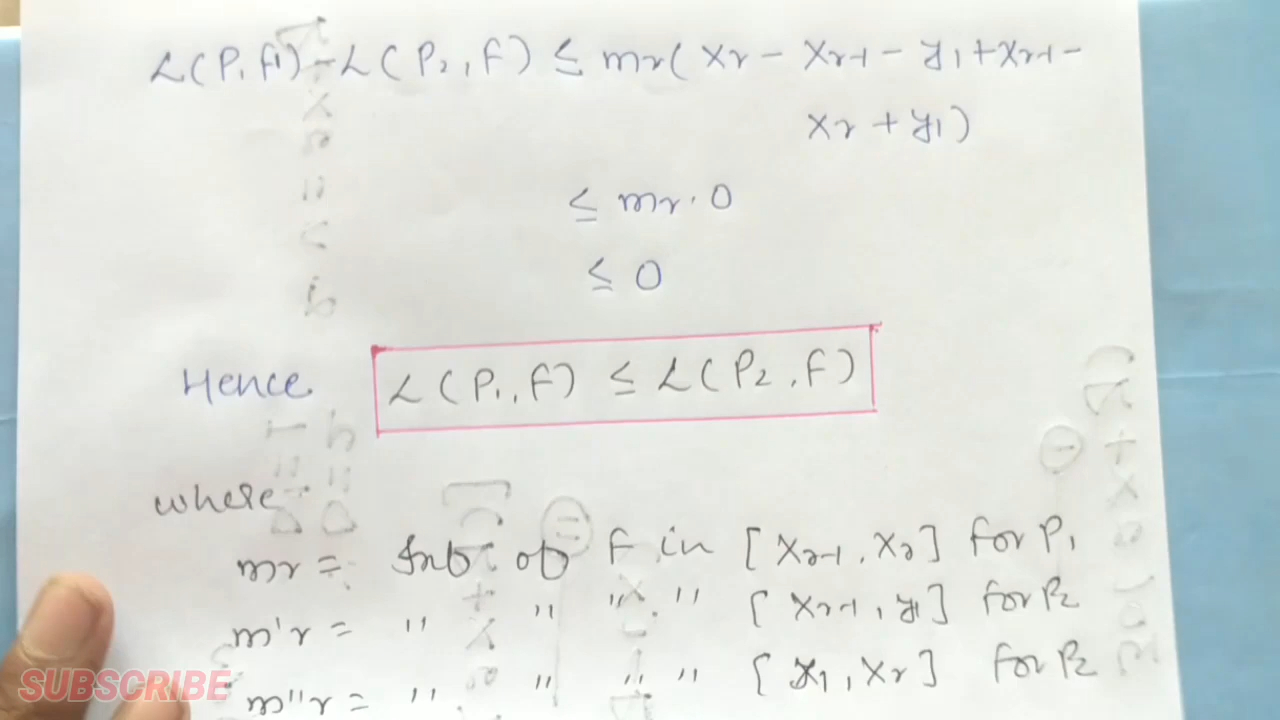 L(P,f1) - L(P2,F) ≤ mr(xr - xr-1 - y1 + xr-1 -
xr + y1)
≤ mr.0
≤ 0
Hence L(P1,F) ≤ L(P2,F)
where
mr = Inf of F in [xr-1,xr] for P1
m'r = " " " " [xr-1,y1] for P2
m"r = " " " " [y1,xr] for P2
SUBSCRIBE